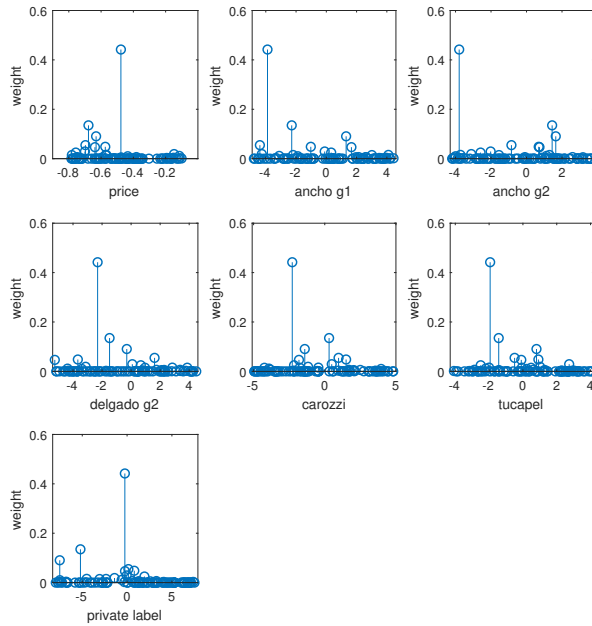 0.6 0.6 0.6
0.4 0.4 0.4
weight weight weight
0.2 0.2 0.2
0 0 0
-0.8 -0.6 -0.4 -0.2 -4 -2 0 2 4 -4 -2 0 2
price ancho g1 ancho g2
0.6 0.6 0.6
0.4 0.4 0.4
weight weight weight
0.2 0.2 0.2
0 0 0
-4 -2 0 2 4 -5 0 5 -4 -2 0 2 4
delgado g2 carozzi tucapel
0.6
0.4
weight
0.2
0
-5 0 5
private label